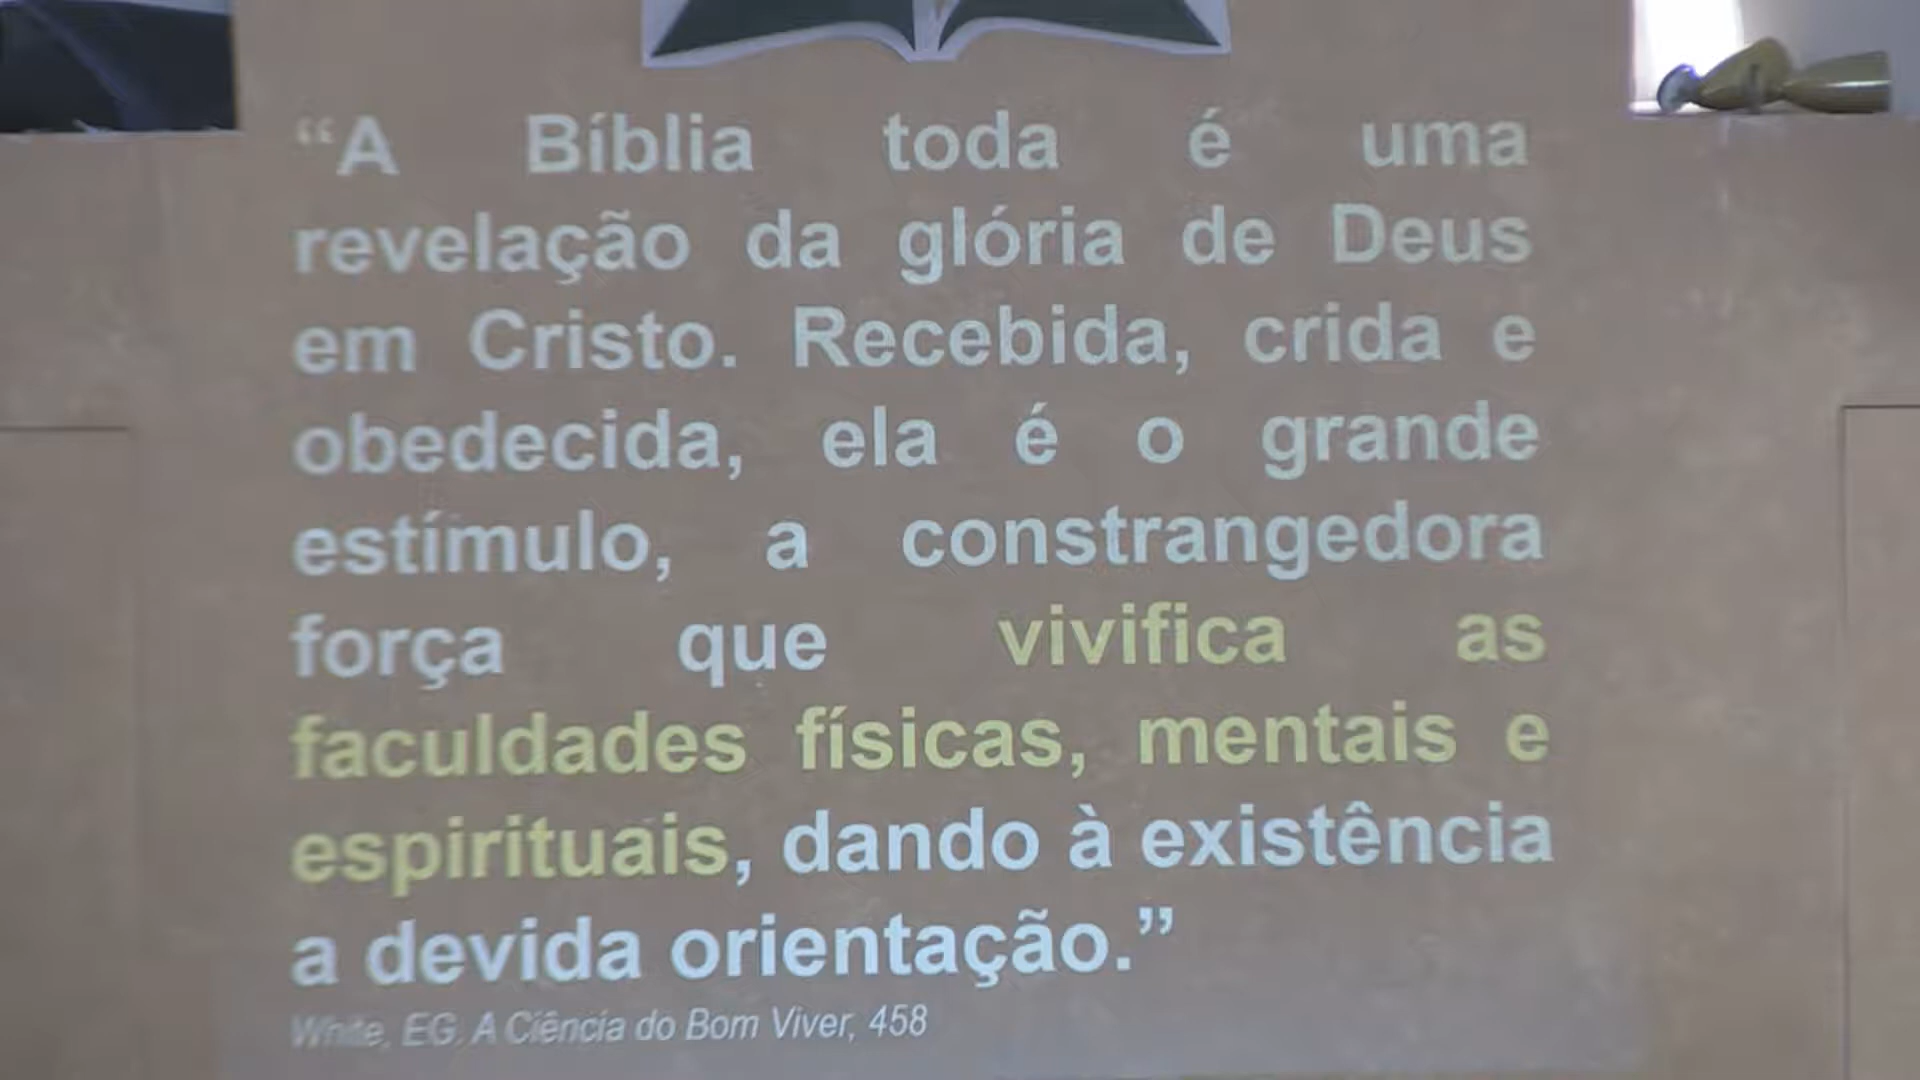 “A Bíblia toda é uma
revelação da glória de Deus
em Cristo. Recebida, crida e
obedecida, ela é o grande
estímulo, a constrangedora
força que vivifica as
faculdades físicas, mentais e
espirituais, dando à existência
a devida orientação.”
White, EG. A Ciência do Bom Viver, 458